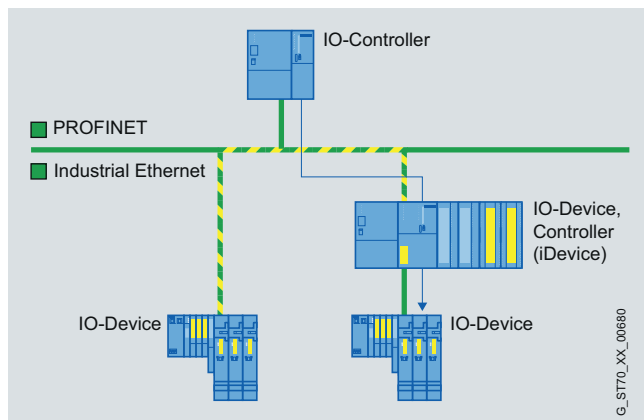 IO-Controller
PROFINET
Industrial Ethernet
IO-Device,
Controller
(iDevice)
IO-Device
IO-Device
G_ST70_XX_00680